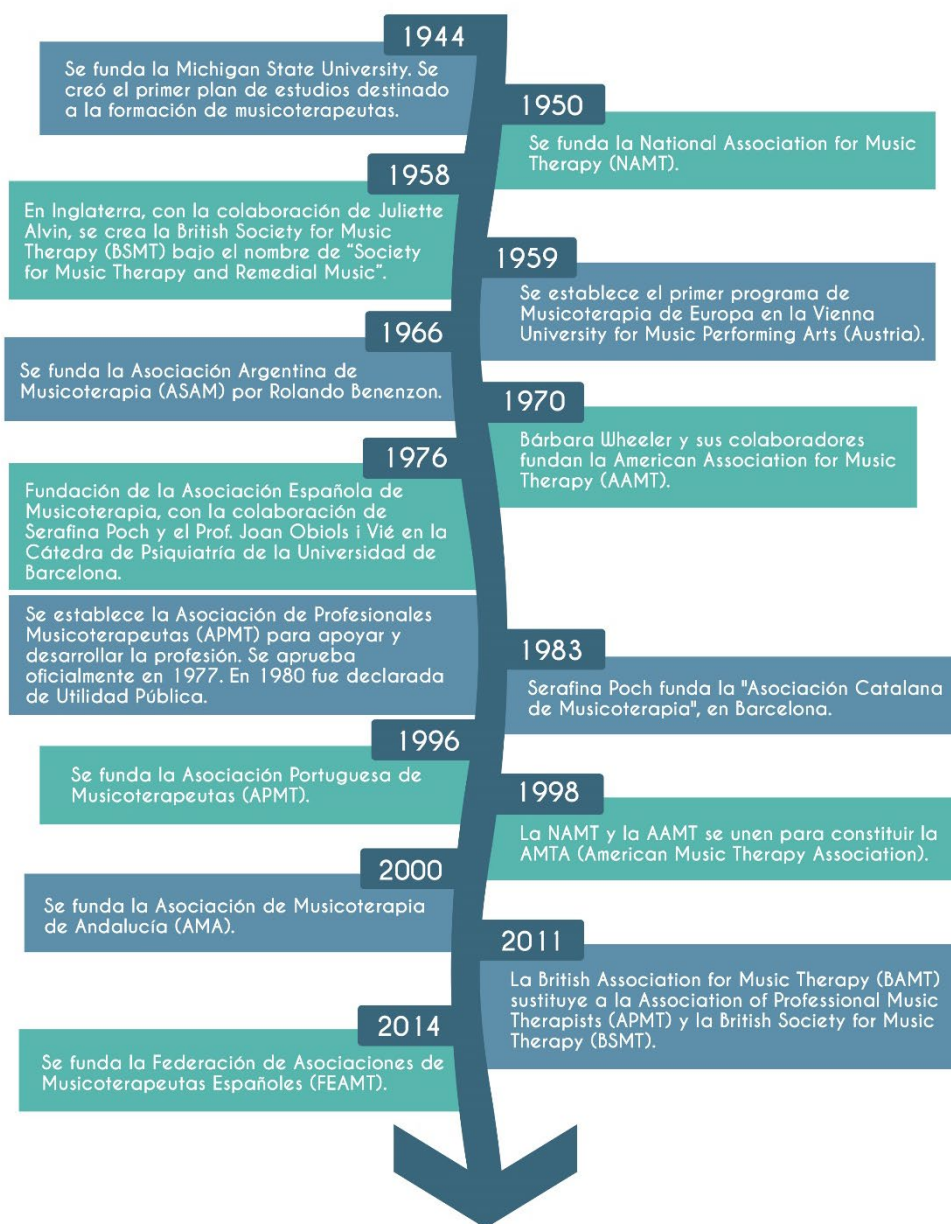 1944
Se funda la Michigan State University. Se
creó el primer plan de estudios destinado
a la formación de musicoterapeutas.
1950
Se funda la National Association for Music
Therapy (NAMT).
1958
En Inglaterra, con la colaboración de Juliette
Alvin, se crea la British Society for Music
Therapy (BSMT) bajo el nombre de “Society
for Music Therapy and Remedial Music”.
1959
Se establece el primer programa de
Musicoterapia de Europa en la Vienna
University for Music Performing Arts (Austria).
1966
Se funda la Asociación Argentina de
Musicoterapia (ASAM) por Rolando Benenzon.
1970
Bárbara Wheeler y sus colaboradores
fundan la American Association for Music
Therapy (AAMT).
1976
Fundación de la Asociación Española de
Musicoterapia, con la colaboración de
Serafina Poch y el Prof. Joan Obiols i Vié en la
Cátedra de Psiquiatría de la Universidad de
Barcelona.
Se establece la Asociación de Profesionales
Musicoterapeutas (APMT) para apoyar y
desarrollar la profesión. Se aprueba
oficialmente en 1977. En 1980 fue declarada
de Utilidad Pública.
1983
Serafina Poch funda la "Asociación Catalana
de Musicoterapia", en Barcelona.
1996
Se funda la Asociación Portuguesa de
Musicoterapeutas (APMT).
1998
La NAMT y la AAMT se unen para constituir la
AMTA (American Music Therapy Association).
2000
Se funda la Asociación de Musicoterapia
de Andalucía (AMA).
2011
La British Association for Music Therapy (BAMT)
sustituye a la Association of Professional Music
Therapists (APMT) y la British Society for Music
Therapy (BSMT).
2014
Se funda la Federación de Asociaciones de
Musicoterapeutas Españoles (FEAMT).